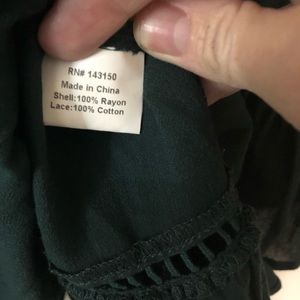 RN# 143150
Made in China
Shell:100% Rayon
Lace:100% Cotton